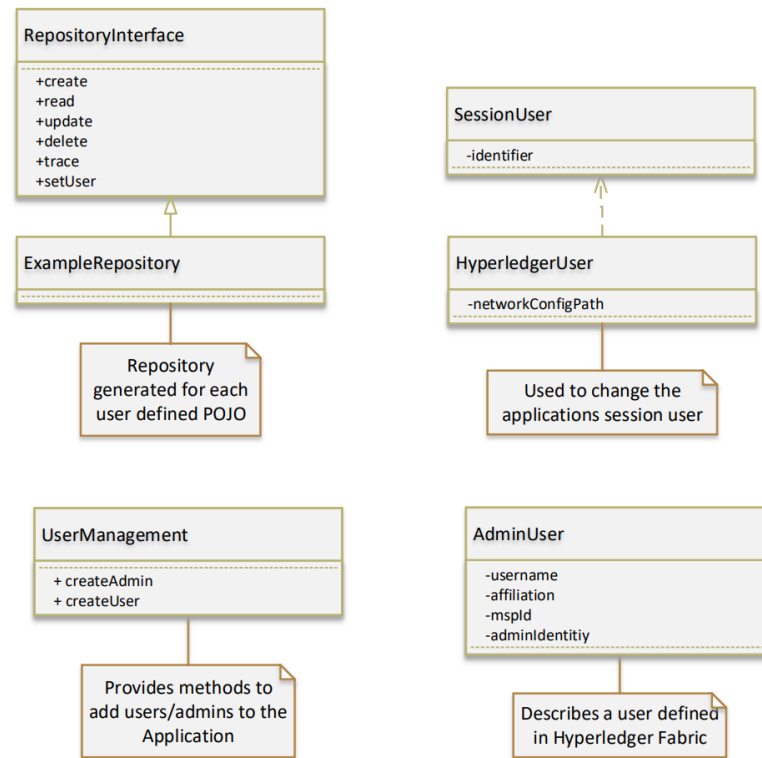 RepositoryInterface
+create
+read
+update
+delete
+trace
+setUser
ExampleRepository
Repository
generated for each
user defined POJO
SessionUser
-identifier
HyperledgerUser
-networkConfigPath
Used to change the
applications session user
UserManagement
+ createAdmin
+ createUser
Provides methods to
add users/admins to the
Application
AdminUser
-username
-affiliation
-mspId
-adminIdentitiy
Describes a user defined
in Hyperledger Fabric